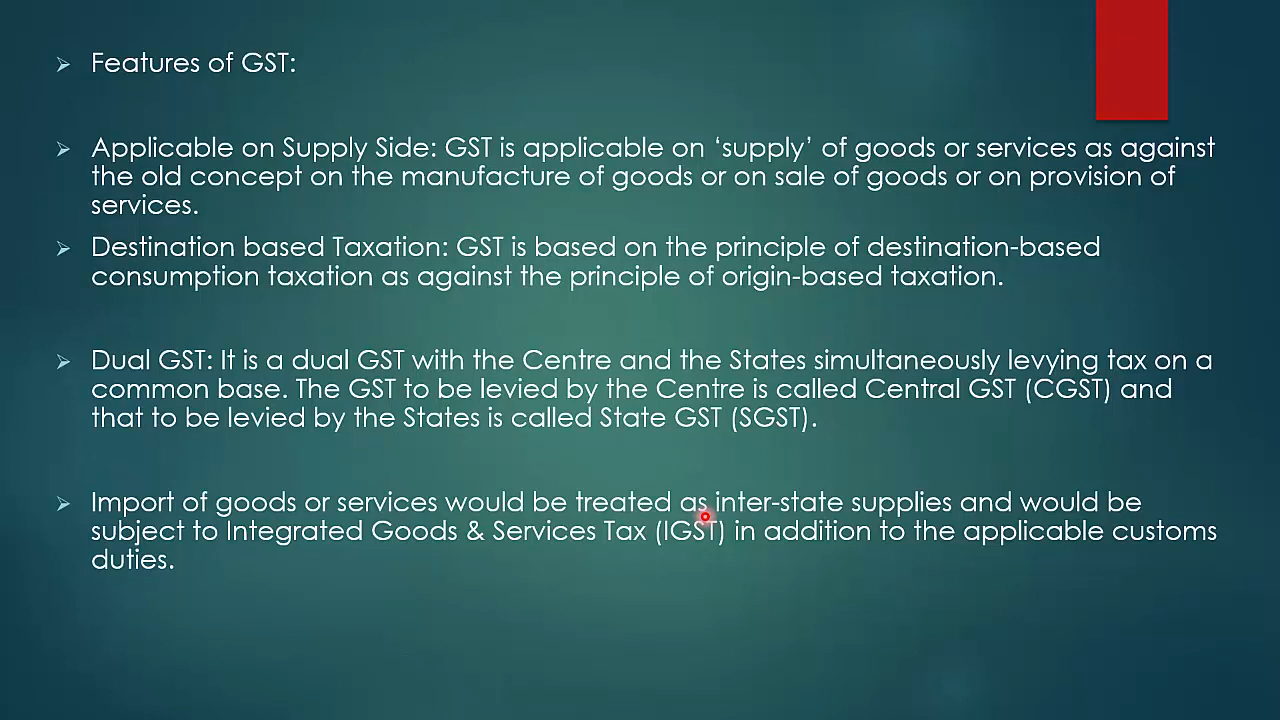 Features of GST:
Applicable on Supply Side: GST is applicable on ‘supply’ of goods or services as against
the old concept on the manufacture of goods or on sale of goods or on provision of
services.
Destination based Taxation: GST is based on the principle of destination-based
consumption taxation as against the principle of origin-based taxation.
Dual GST: It is a dual GST with the Centre and the States simultaneously levying tax on a
common base. The GST to be levied by the Centre is called Central GST (CGST) and
that to be levied by the States is called State GST (SGST).
Import of goods or services would be treated as inter-state supplies and would be
subject to Integrated Goods & Services Tax (IGST) in addition to the applicable customs
duties.